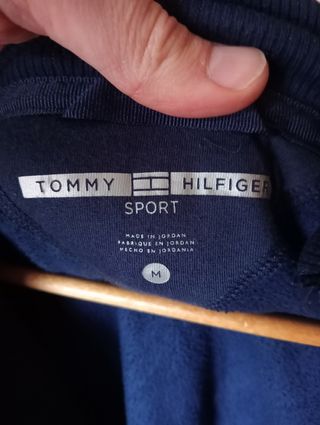 TOMMY HILFIGER
SPORT
MADE IN JORDAN
FABRIQUE EN JORDAN
HECHO EN JORDANIA
M